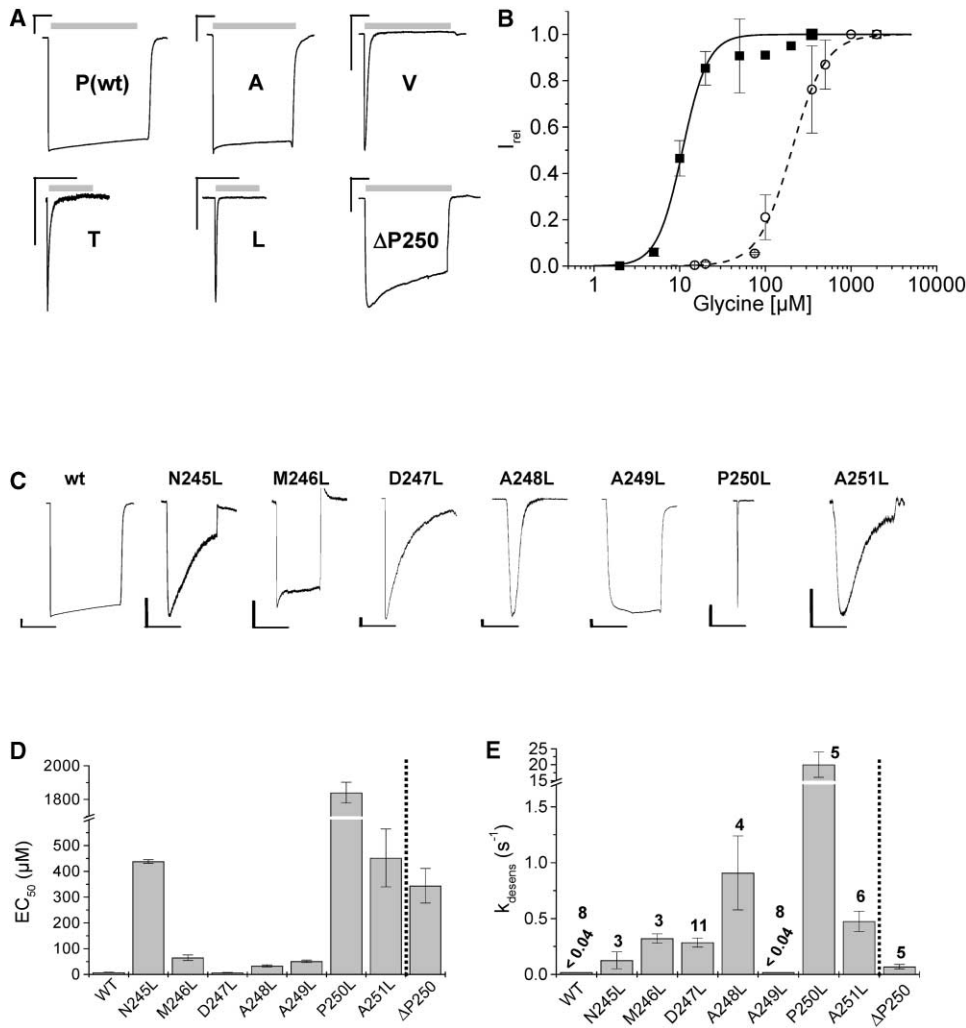 A
P(wt)
A
V
T
L
ΔP250
B
I_rel
1.0
0.8
0.6
0.4
0.2
0.0
1 10 100 1000 10000
Glycine [µM]
C
wt N245L M246L D247L A248L A249L P250L A251L
D
EC50 (µM)
2000
1800
500
400
300
200
100
0
WT N245L M246L D247L A248L A249L P250L A251L ΔP250
E
k_desens (s⁻¹)
25
20
15
1.5
1.0
0.5
0.0
8 3 3 11 4 8 5 6 5
< 0.04 < 0.04
WT N245L M246L D247L A248L A249L P250L A251L ΔP250